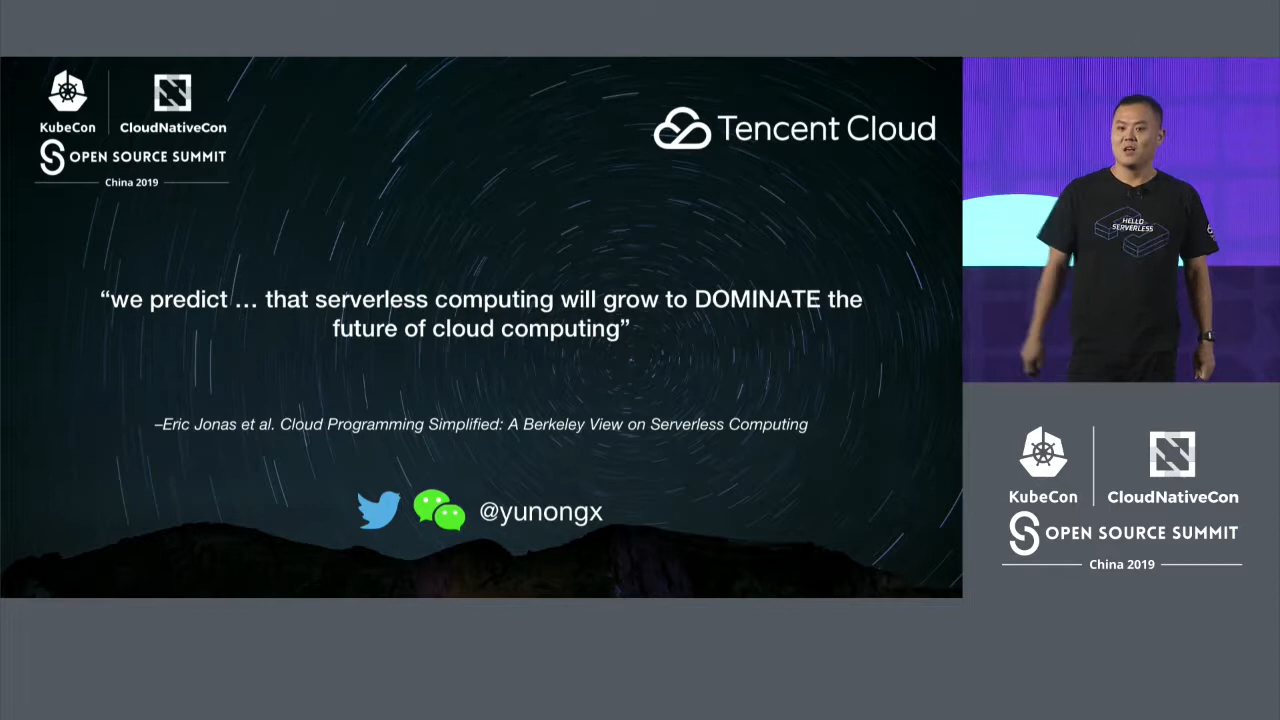 KubeCon
CloudNativeCon
OPEN SOURCE SUMMIT
China 2019
Tencent Cloud
“we predict … that serverless computing will grow to DOMINATE the
future of cloud computing”
–Eric Jonas et al. Cloud Programming Simplified: A Berkeley View on Serverless Computing
@yunongx
HELLO
SERVERLESS
KubeCon
CloudNativeCon
OPEN SOURCE SUMMIT
China 2019